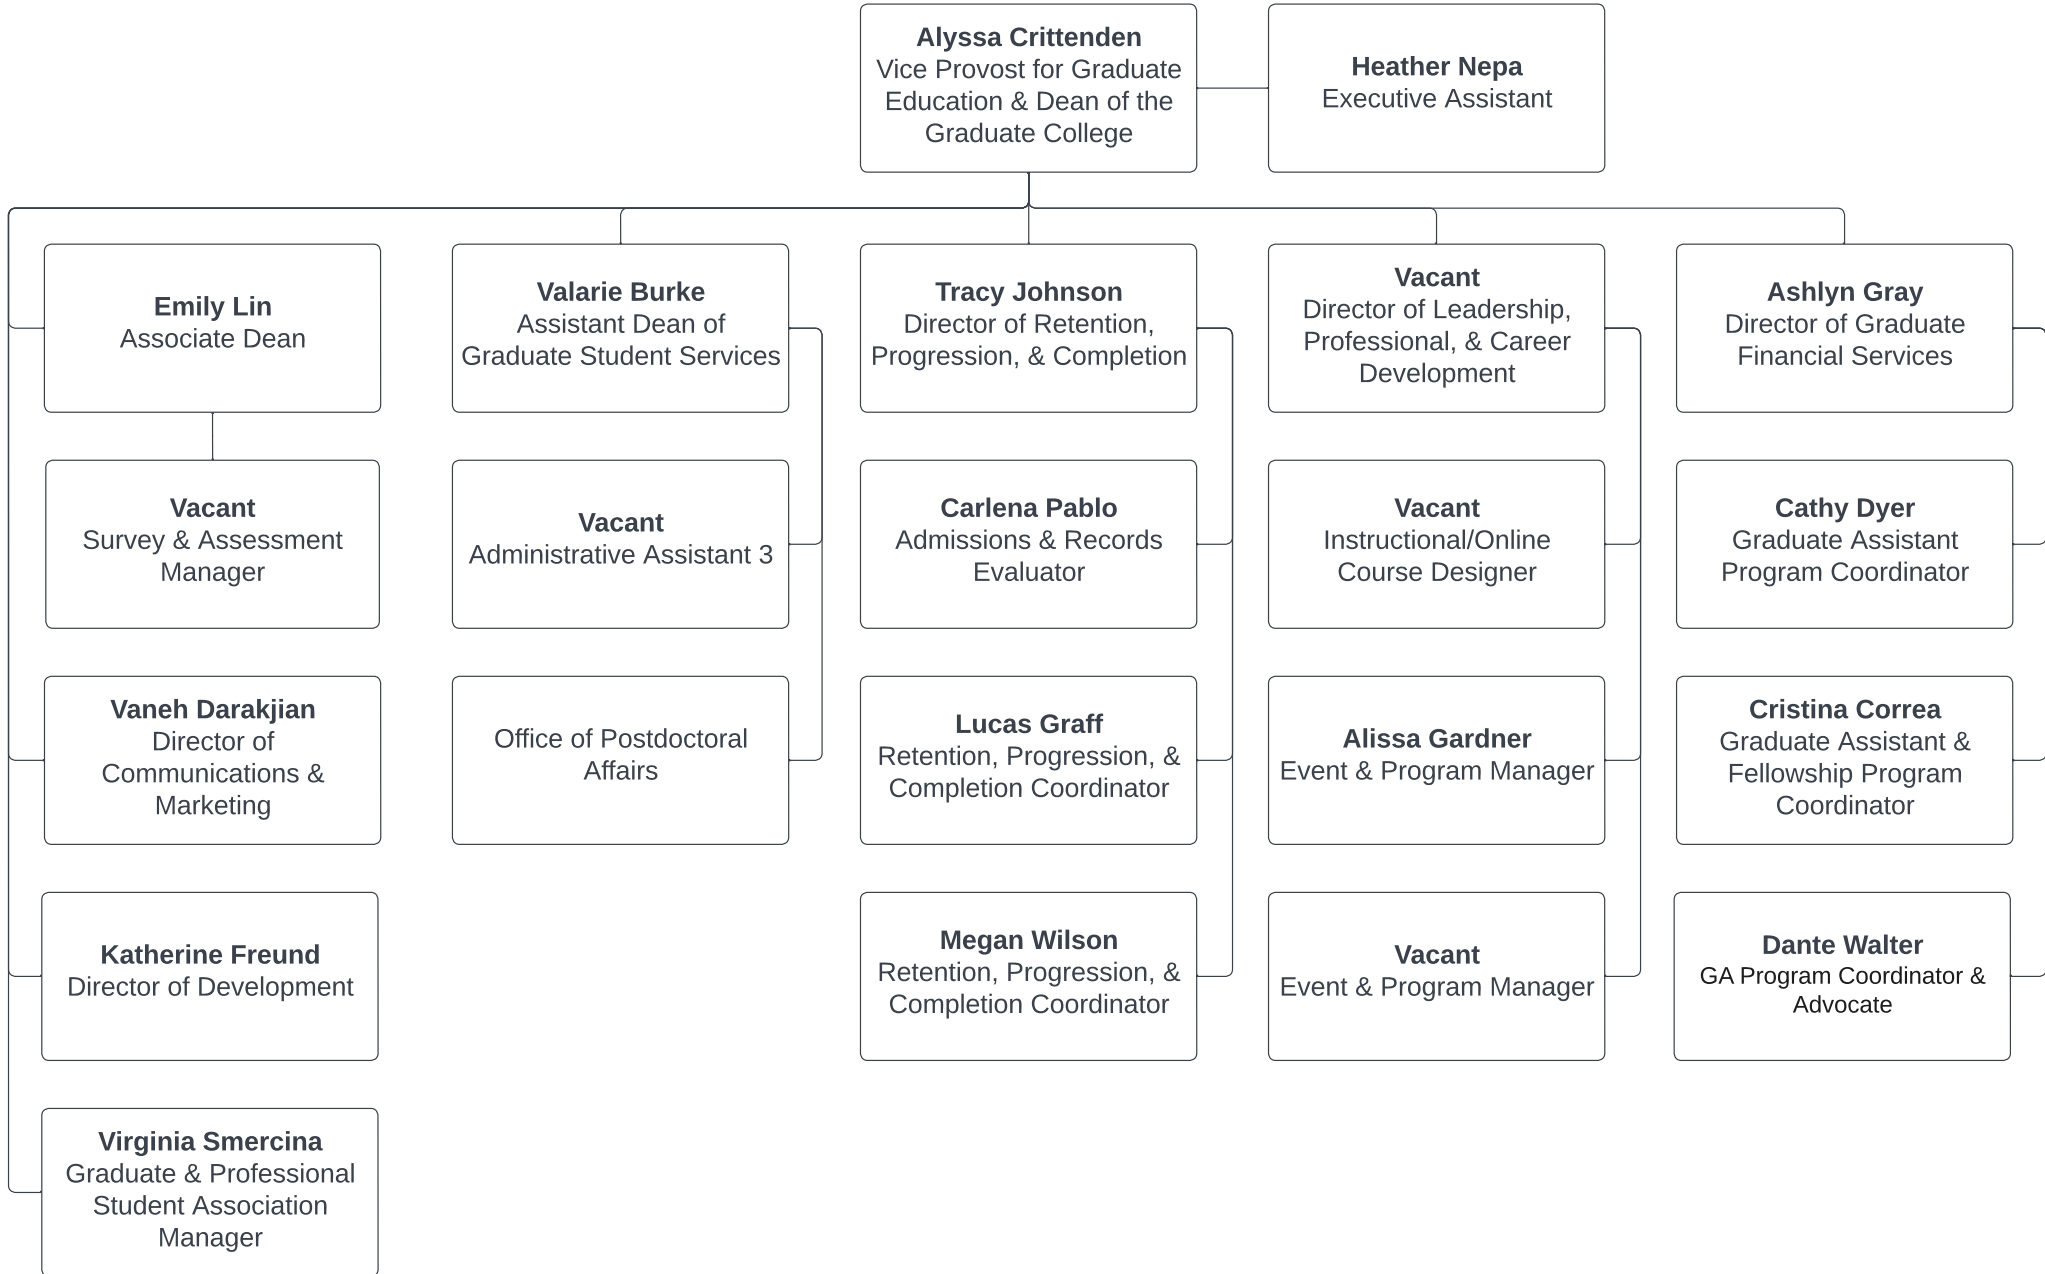 Alyssa Crittenden
Vice Provost for Graduate
Education & Dean of the
Graduate College
Heather Nepa
Executive Assistant
Emily Lin
Associate Dean
Valarie Burke
Assistant Dean of
Graduate Student Services
Tracy Johnson
Director of Retention,
Progression, & Completion
Vacant
Director of Leadership,
Professional, & Career
Development
Ashlyn Gray
Director of Graduate
Financial Services
Vacant
Survey & Assessment
Manager
Vacant
Administrative Assistant 3
Carlena Pablo
Admissions & Records
Evaluator
Vacant
Instructional/Online
Course Designer
Cathy Dyer
Graduate Assistant
Program Coordinator
Vaneh Darakjian
Director of
Communications &
Marketing
Office of Postdoctoral
Affairs
Lucas Graff
Retention, Progression, &
Completion Coordinator
Alissa Gardner
Event & Program Manager
Cristina Correa
Graduate Assistant &
Fellowship Program
Coordinator
Katherine Freund
Director of Development
Megan Wilson
Retention, Progression, &
Completion Coordinator
Vacant
Event & Program Manager
Dante Walter
GA Program Coordinator &
Advocate
Virginia Smercina
Graduate & Professional
Student Association
Manager